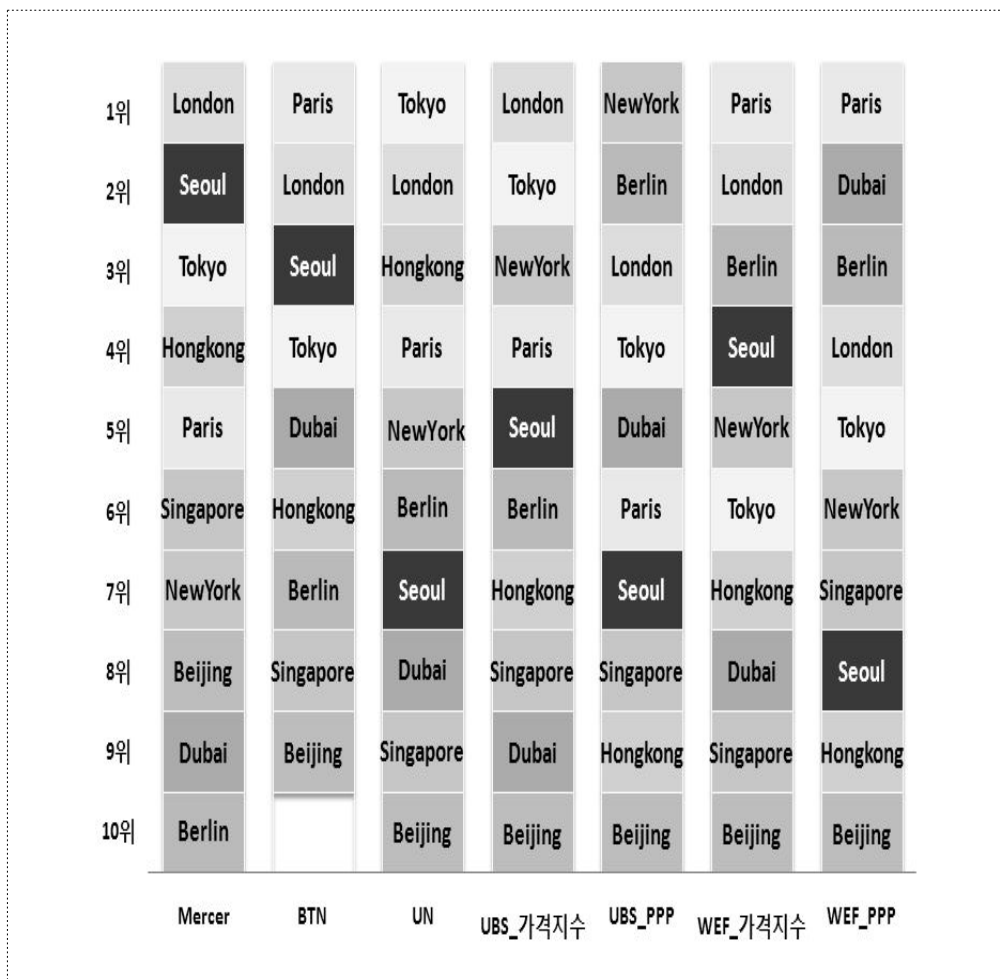 1위 London Paris Tokyo London NewYork Paris Paris
2위 Seoul London London Tokyo Berlin London Dubai
3위 Tokyo Seoul Hongkong NewYork London Berlin Berlin
4위 Hongkong Tokyo Paris Paris Tokyo Seoul London
5위 Paris Dubai NewYork Seoul Dubai NewYork Tokyo
6위 Singapore Hongkong Berlin Berlin Paris Tokyo NewYork
7위 NewYork Berlin Seoul Hongkong Seoul Hongkong Singapore
8위 Beijing Singapore Dubai Singapore Singapore Dubai Seoul
9위 Dubai Beijing Singapore Dubai Hongkong Singapore Hongkong
10위 Berlin Beijing Beijing Beijing Beijing Beijing
Mercer BTN UN UBS_가격지수 UBS_PPP WEF_가격지수 WEF_PPP